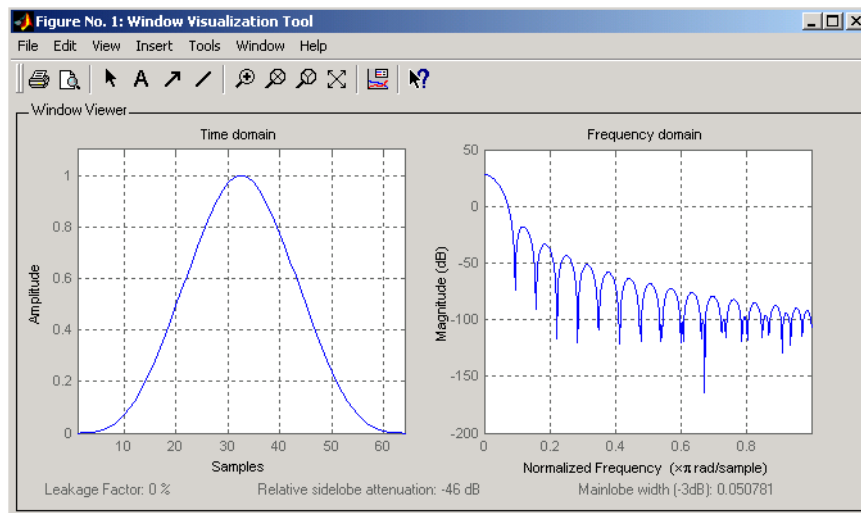 Figure No. 1: Window Visualization Tool
File Edit View Insert Tools Window Help
A
Window Viewer
Time domain
Frequency domain
1
0.8
0.6
0.4
0.2
0
10 20 30 40 50 60
Amplitude
Samples
50
0
-50
-100
-150
-200
0 0.2 0.4 0.6 0.8
Magnitude (dB)
Normalized Frequency (×π rad/sample)
Leakage Factor: 0 % Relative sidelobe attenuation: -46 dB Mainlobe width (-3dB): 0.050781